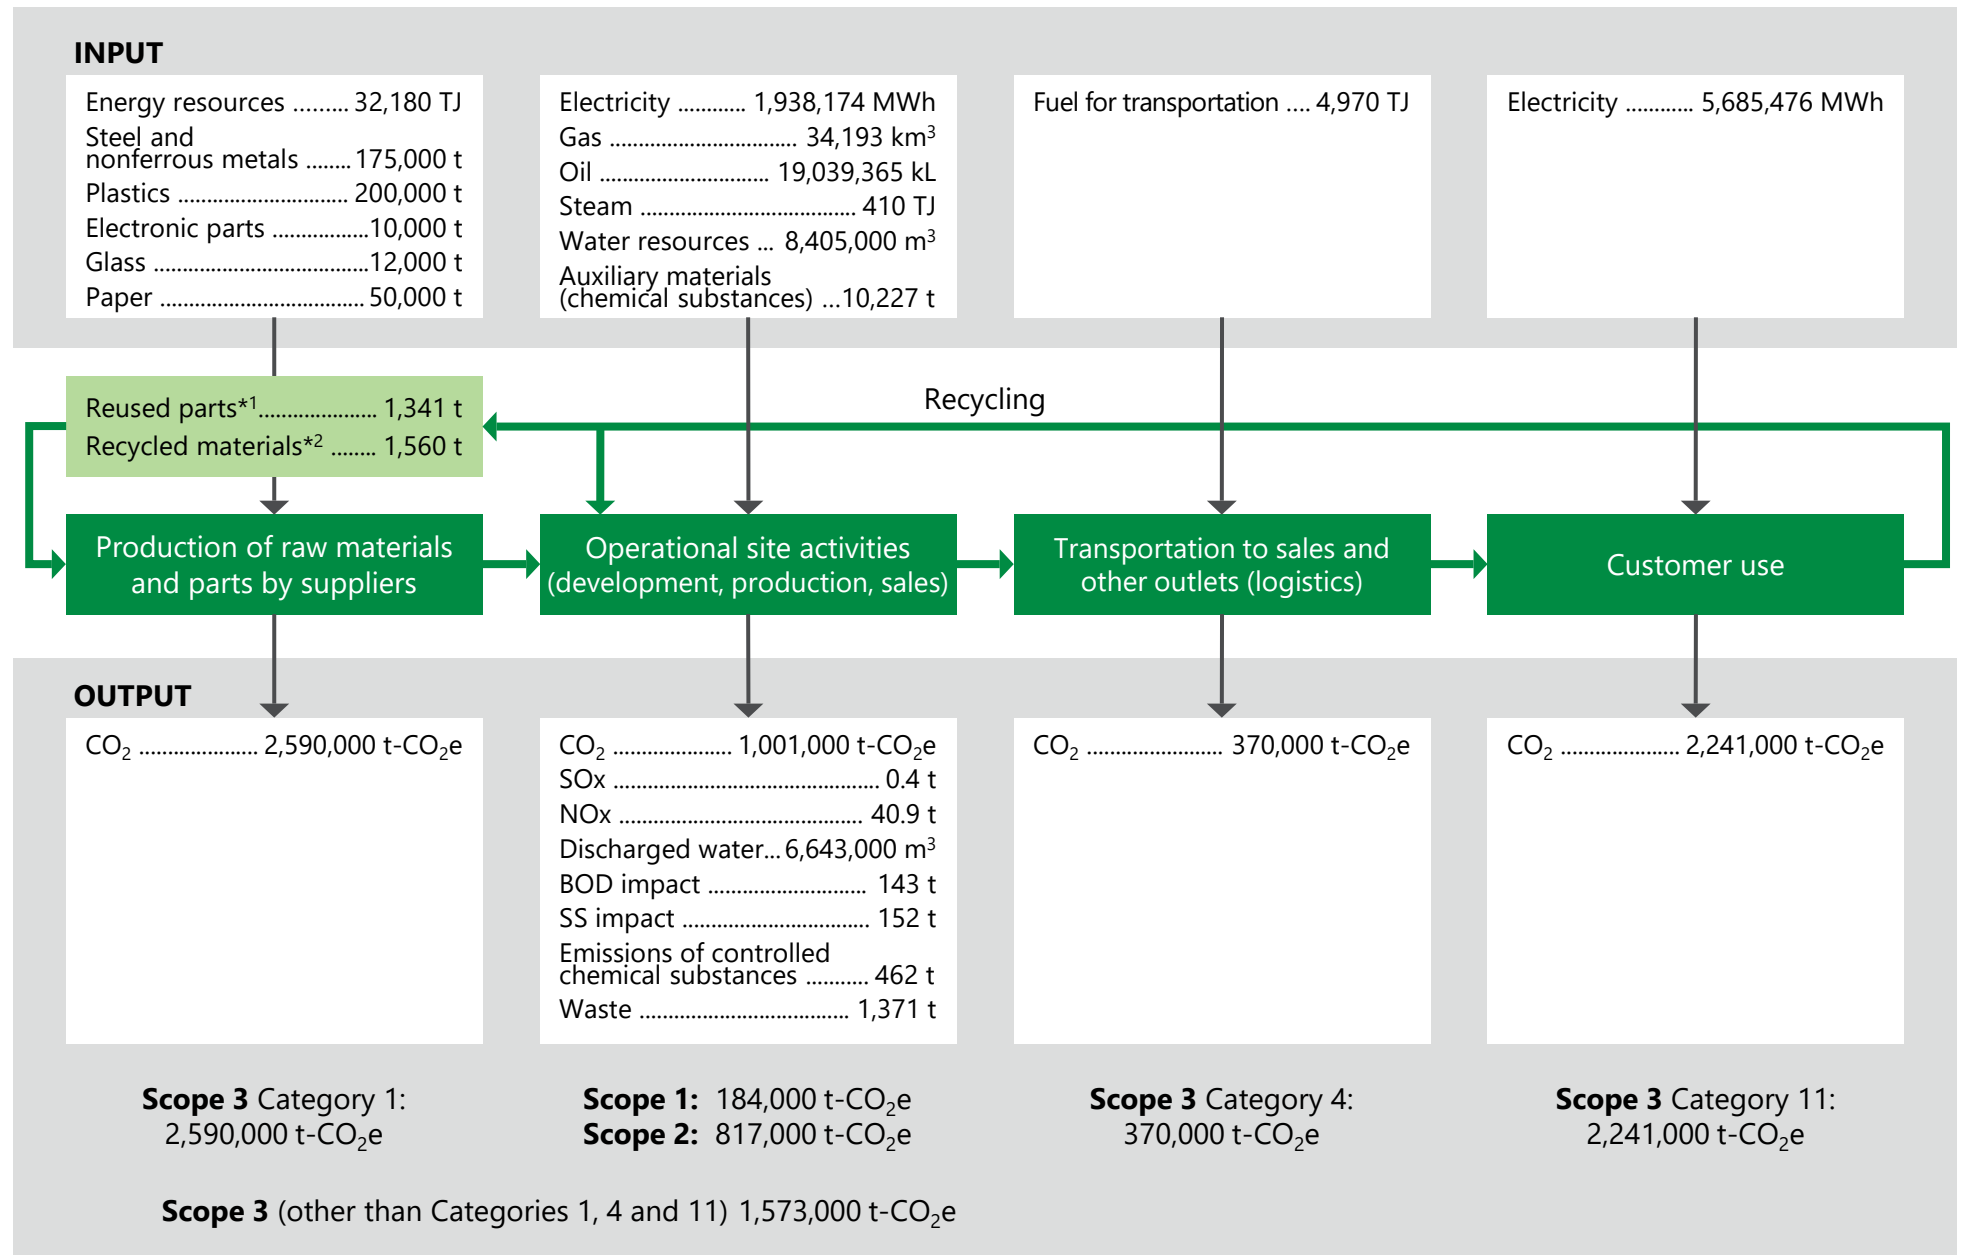 INPUT
Energy resources ......... 32,180 TJ
Steel and
nonferrous metals ........ 175,000 t
Plastics ............................. 200,000 t
Electronic parts ................. 10,000 t
Glass ..................................... 12,000 t
Paper ................................... 50,000 t
Electricity ............ 1,938,174 MWh
Gas ................................ 34,193 km³
Oil ............................. 19,039,365 kL
Steam ..................................... 410 TJ
Water resources ... 8,405,000 m³
Auxiliary materials
(chemical substances) ... 10,227 t
Fuel for transportation .... 4,970 TJ
Electricity ............ 5,685,476 MWh
Reused parts*1 ..................... 1,341 t
Recycled materials*2 ........ 1,560 t
Recycling
Production of raw materials
and parts by suppliers
Operational site activities
(development, production, sales)
Transportation to sales and
other outlets (logistics)
Customer use
OUTPUT
CO₂ ..................... 2,590,000 t-CO₂e
CO₂ ..................... 1,001,000 t-CO₂e
SOx .............................................. 0.4 t
NOx .......................................... 40.9 t
Discharged water... 6,643,000 m³
BOD impact ........................... 143 t
SS impact ................................ 152 t
Emissions of controlled
chemical substances ........... 462 t
Waste .................................... 1,371 t
CO₂ ........................ 370,000 t-CO₂e
CO₂ ..................... 2,241,000 t-CO₂e
Scope 3 Category 1:
2,590,000 t-CO₂e
Scope 1: 184,000 t-CO₂e
Scope 2: 817,000 t-CO₂e
Scope 3 Category 4:
370,000 t-CO₂e
Scope 3 Category 11:
2,241,000 t-CO₂e
Scope 3 (other than Categories 1, 4 and 11) 1,573,000 t-CO₂e